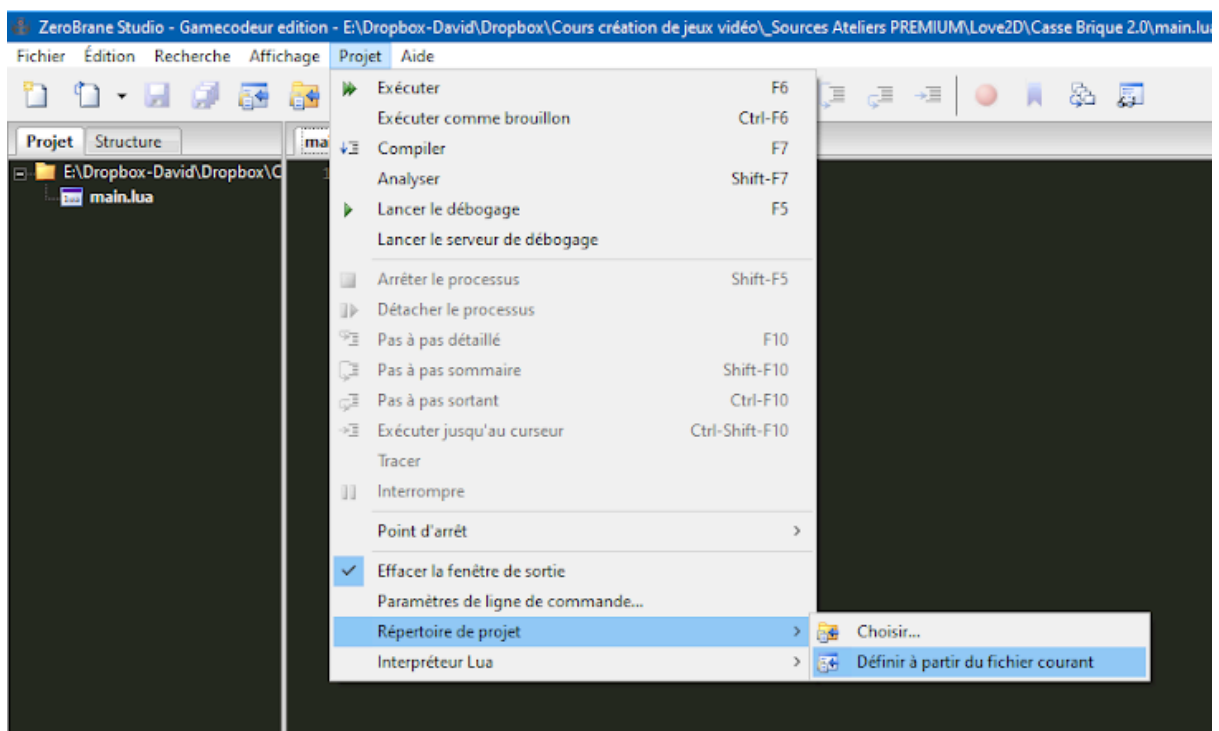 ZeroBrane Studio - Gamecodeur edition - E:\Dropbox-David\Dropbox\Cours création de jeux vidéo\_Sources Ateliers PREMIUM\Love2D\Casse Brique 2.0\main.lua
Fichier Édition Recherche Affichage Projet Aide
Projet Structure ma
E:\Dropbox-David\Dropbox\C
main.lua
1
Exécuter F6
Exécuter comme brouillon Ctrl-F6
Compiler F7
Analyser Shift-F7
Lancer le débogage F5
Lancer le serveur de débogage
Arrêter le processus Shift-F5
Détacher le processus
Pas à pas détaillé F10
Pas à pas sommaire Shift-F10
Pas à pas sortant Ctrl-F10
Exécuter jusqu'au curseur Ctrl-Shift-F10
Tracer
Interrompre
Point d'arrêt
Effacer la fenêtre de sortie
Paramètres de ligne de commande...
Répertoire de projet
Interpréteur Lua
Choisir...
Définir à partir du fichier courant